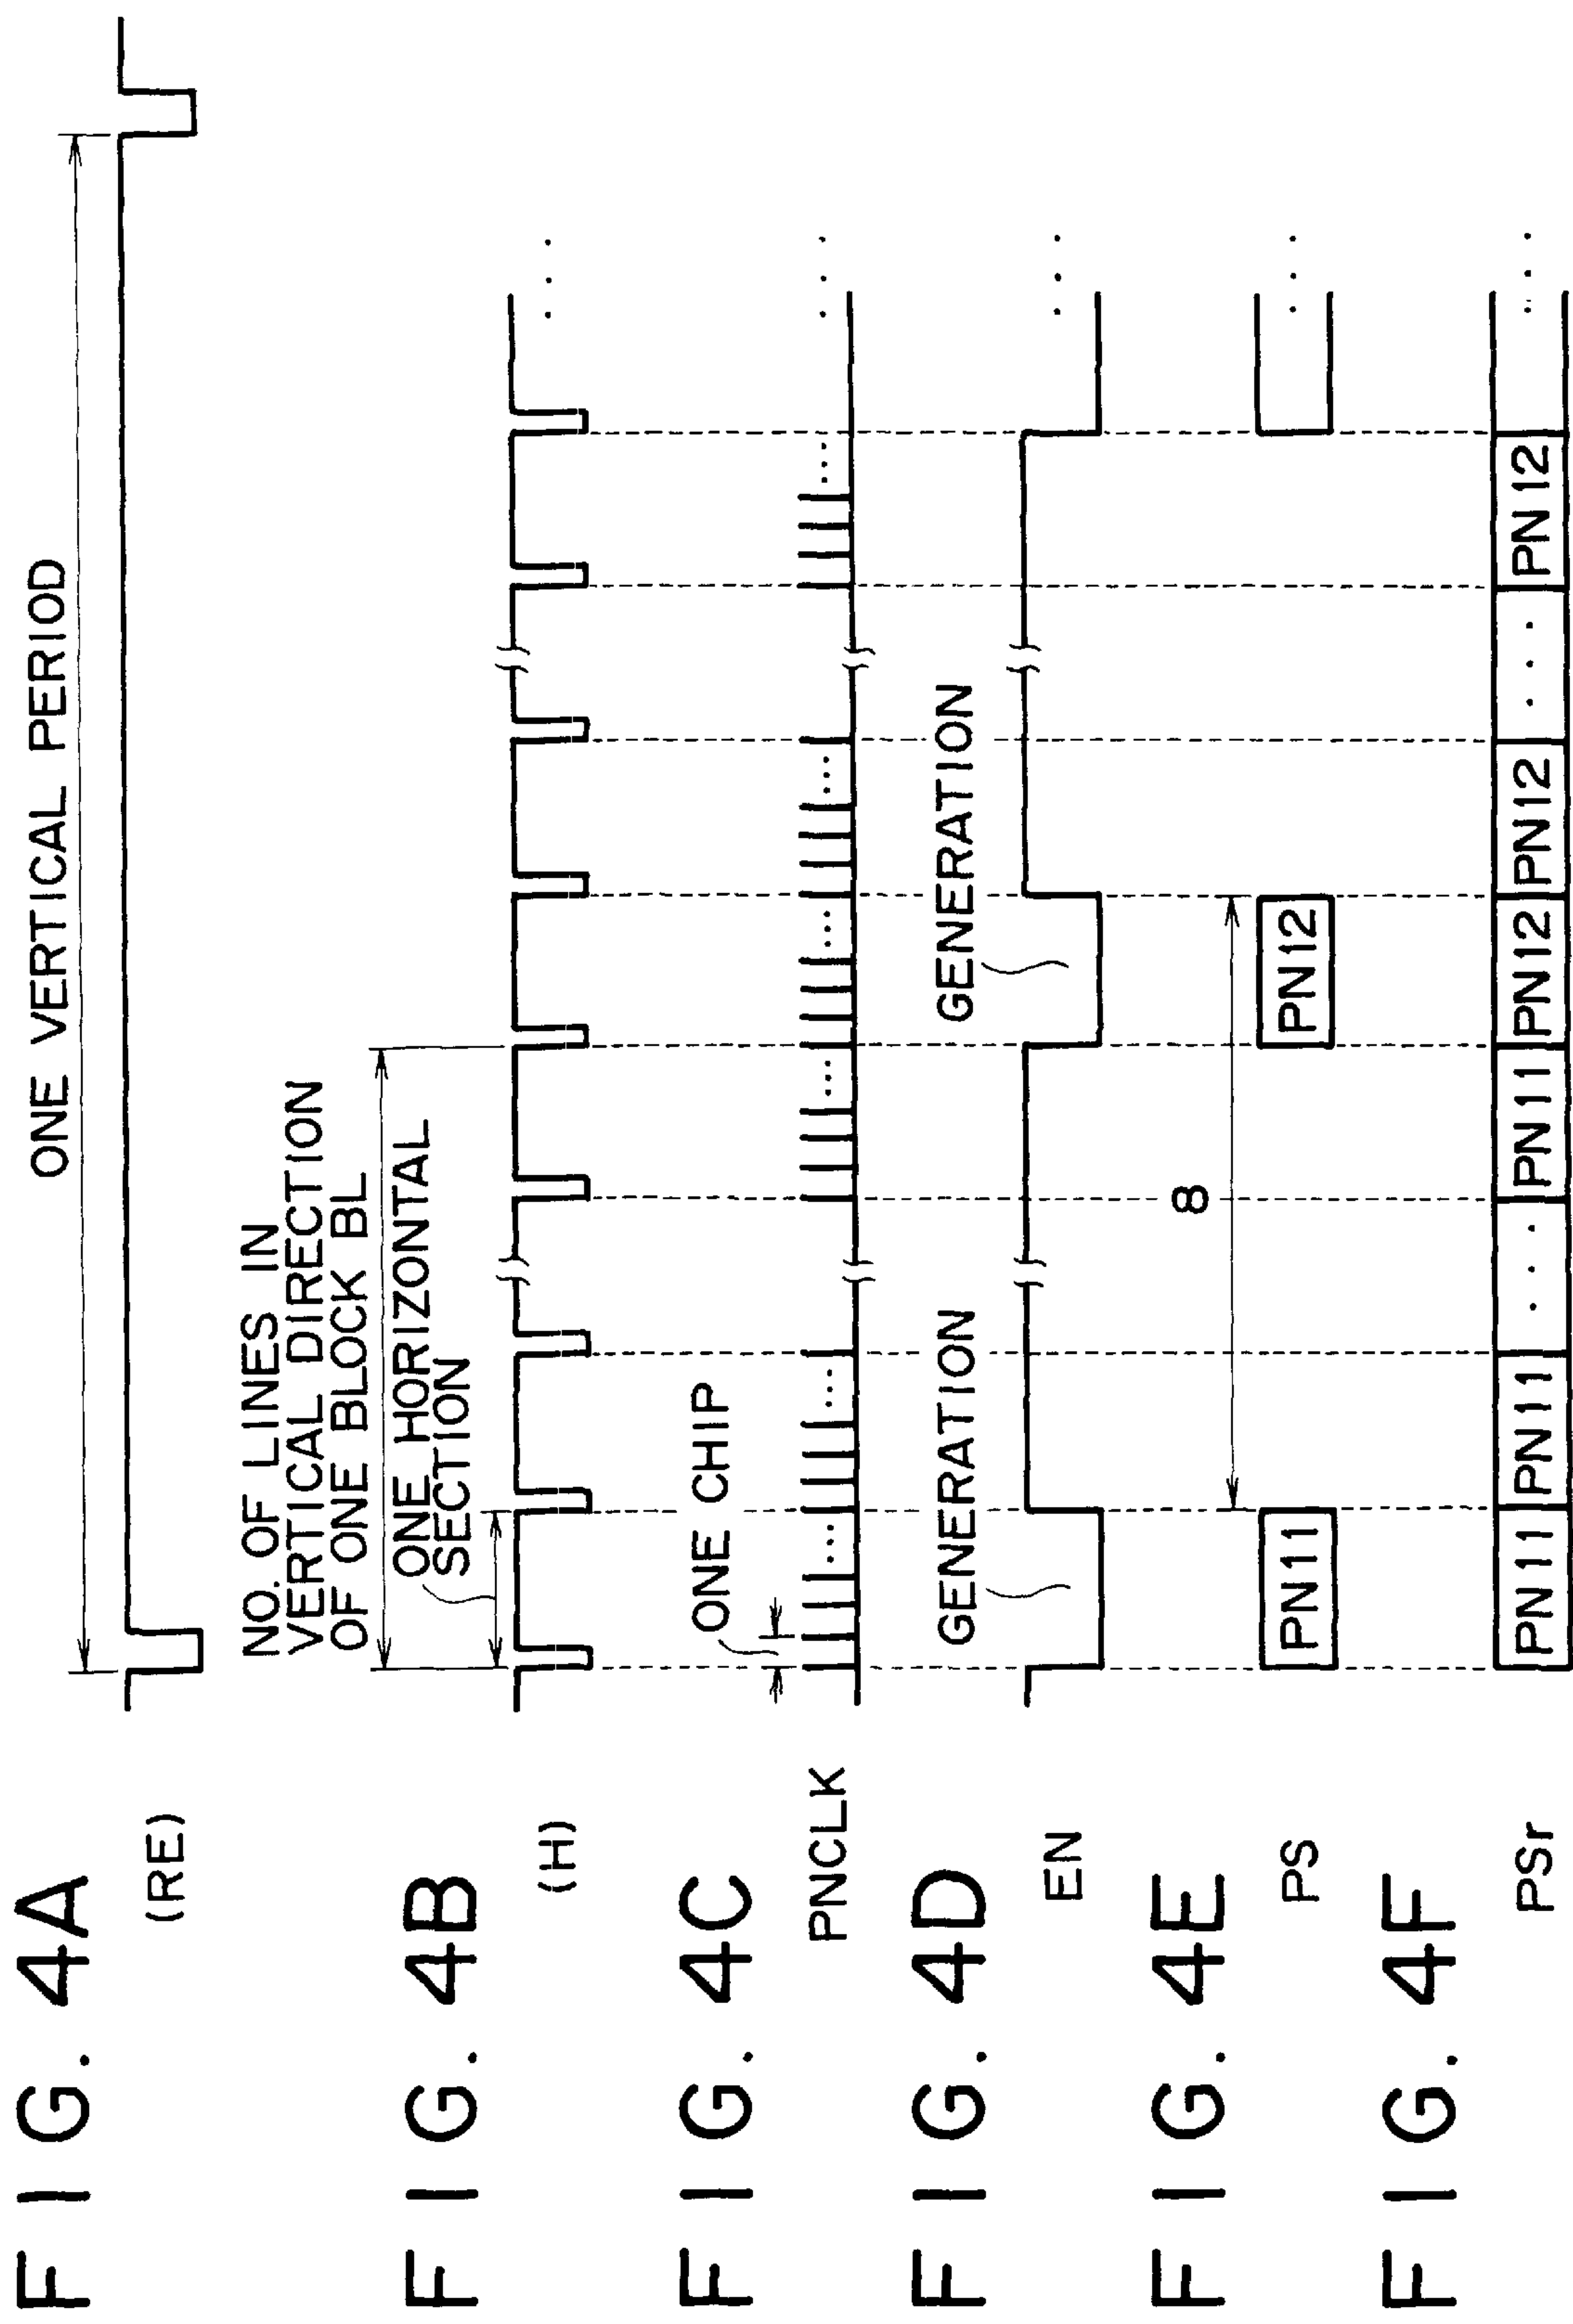 FIG. 4A
(RE)
ONE VERTICAL PERIOD
FIG. 4B
(H)
NO. OF LINES IN
VERTICAL DIRECTION
OF ONE BLOCK BL
ONE HORIZONTAL
SECTION
FIG. 4C
PNCLK
ONE CHIP
... ... ... ... ... ... ...
FIG. 4D
EN
GENERATION GENERATION ...
FIG. 4E
PS
8
PN11 PN12 ...
FIG. 4F
PSr
PN11 PN11 ... PN11 PN12 PN12 ... PN12 ...